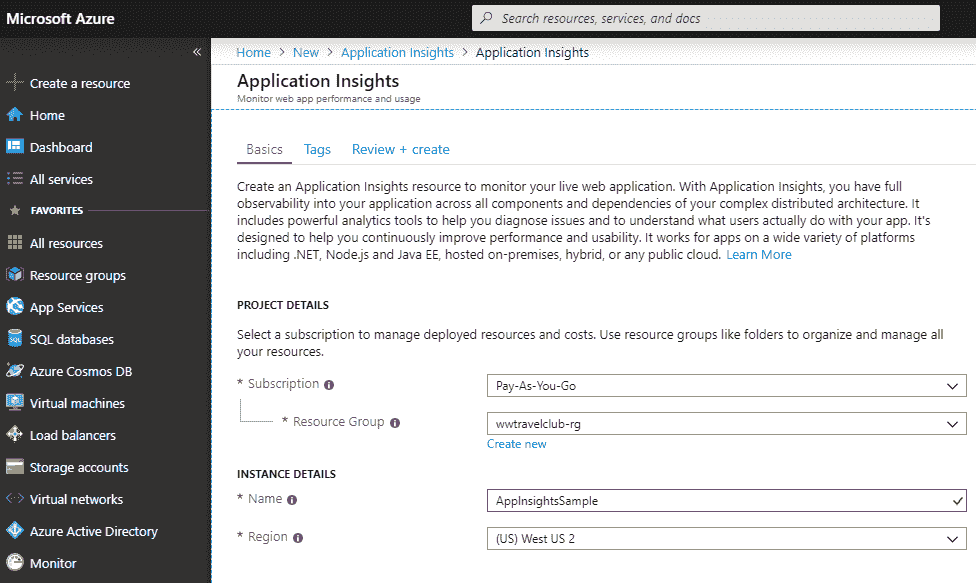 Microsoft Azure
Search resources, services, and docs
«
Create a resource
Home
Dashboard
All services
FAVORITES
All resources
Resource groups
App Services
SQL databases
Azure Cosmos DB
Virtual machines
Load balancers
Storage accounts
Virtual networks
Azure Active Directory
Monitor
Home > New > Application Insights > Application Insights
Application Insights
Monitor web app performance and usage
Basics Tags Review + create
Create an Application Insights resource to monitor your live web application. With Application Insights, you have full
observability into your application across all components and dependencies of your complex distributed architecture. It
includes powerful analytics tools to help you diagnose issues and to understand what users actually do with your app. It's
designed to help you continuously improve performance and usability. It works for apps on a wide variety of platforms
including .NET, Node.js and Java EE, hosted on-premises, hybrid, or any public cloud. Learn More
PROJECT DETAILS
Select a subscription to manage deployed resources and costs. Use resource groups like folders to organize and manage all
your resources.
* Subscription Pay-As-You-Go
* Resource Group wwtravelclub-rg
Create new
INSTANCE DETAILS
* Name AppInsightsSample
* Region (US) West US 2